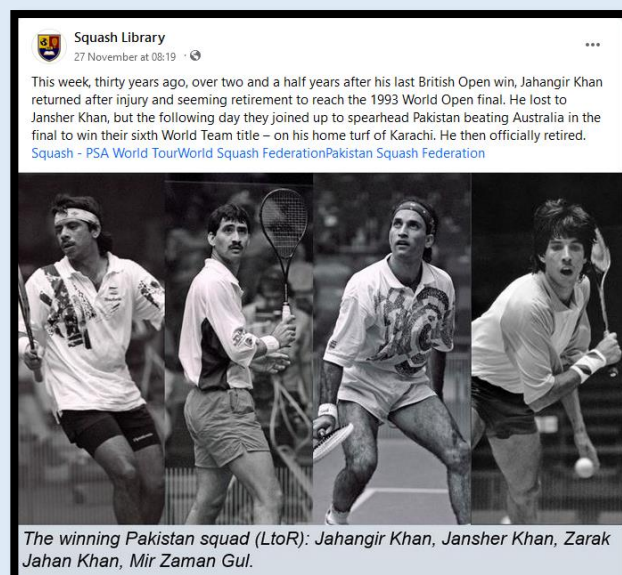 Squash Library
27 November at 08:19 ·
This week, thirty years ago, over two and a half years after his last British Open win, Jahangir Khan
returned after injury and seeming retirement to reach the 1993 World Open final. He lost to
Jansher Khan, but the following day they joined up to spearhead Pakistan beating Australia in the
final to win their sixth World Team title – on his home turf of Karachi. He then officially retired.
Squash - PSA World TourWorld Squash FederationPakistan Squash Federation
The winning Pakistan squad (LtoR): Jahangir Khan, Jansher Khan, Zarak
Jahan Khan, Mir Zaman Gul.